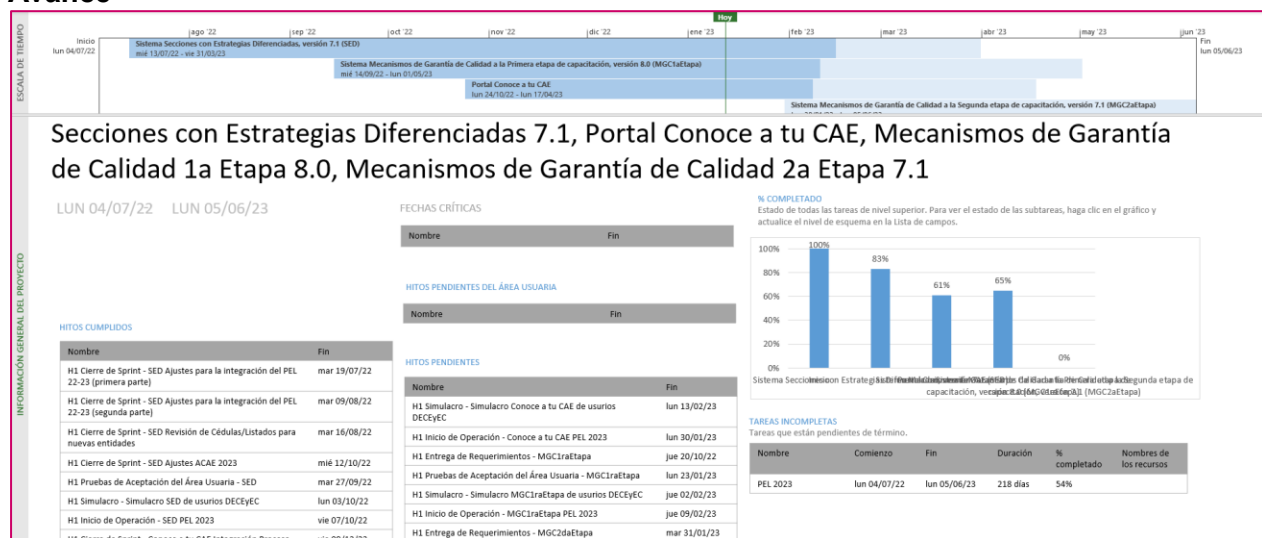 Hoy
ESCALA DE TIEMPO
Inicio
lun 04/07/22
ago '22
sep '22
oct '22
nov '22
dic '22
ene '23
feb '23
mar '23
abr '23
may '23
jun '23
Fin
lun 05/06/23
Sistema Secciones con Estrategias Diferenciadas, versión 7.1 (SED)
mié 13/07/22 - vie 31/03/23
Sistema Mecanismos de Garantía de Calidad a la Primera etapa de capacitación, versión 8.0 (MGC1aEtapa)
mié 14/09/22 - lun 01/05/23
Portal Conoce a tu CAE
lun 24/10/22 - lun 17/04/23
Sistema Mecanismos de Garantía de Calidad a la Segunda etapa de capacitación, versión 7.1 (MGC2aEtapa)
INFORMACIÓN GENERAL DEL PROYECTO
Secciones con Estrategias Diferenciadas 7.1, Portal Conoce a tu CAE, Mecanismos de Garantía
de Calidad 1a Etapa 8.0, Mecanismos de Garantía de Calidad 2a Etapa 7.1
LUN 04/07/22 LUN 05/06/23
HITOS CUMPLIDOS
Nombre Fin
H1 Cierre de Sprint - SED Ajustes para la integración del PEL mar 19/07/22
22-23 (primera parte)
H1 Cierre de Sprint - SED Ajustes para la integración del PEL mar 09/08/22
22-23 (segunda parte)
H1 Cierre de Sprint - SED Revisión de Cédulas/Listados para mar 16/08/22
nuevas entidades
H1 Cierre de Sprint - SED Ajustes ACAE 2023 mié 12/10/22
H1 Pruebas de Aceptación del Área Usuaria - SED mar 27/09/22
H1 Simulacro - Simulacro SED de usurios DCEyEC lun 03/10/22
H1 Inicio de Operación - SED PEL 2023 vie 07/10/22
FECHAS CRÍTICAS
Nombre Fin
HITOS PENDIENTES DEL ÁREA USUARIA
Nombre Fin
HITOS PENDIENTES
Nombre Fin
H1 Simulacro - Simulacro Conoce a tu CAE de usurios lun 13/02/23
DECEyEC
H1 Inicio de Operación - Conoce a tu CAE PEL 2023 lun 30/01/23
H1 Entrega de Requerimientos - MGC1raEtapa jue 20/10/22
H1 Pruebas de Aceptación del Área Usuaria - MGC1raEtapa lun 23/01/23
H1 Simulacro - Simulacro MGC1raEtapa de usurios DECEyEC jue 02/02/23
H1 Inicio de Operación - MGC1raEtapa PEL 2023 jue 09/02/23
H1 Entrega de Requerimientos - MGC2daEtapa mar 31/01/23
% COMPLETADO
Estado de todas las tareas de nivel superior. Para ver el estado de las subtareas, haga clic en el gráfico y
actualice el nivel de esquema en la Lista de campos.
100%
80%
60%
40%
20%
0%
100%
83%
61%
65%
0%
TAREAS INCOMPLETAS
Tareas que están pendientes de término.
Nombre Comienzo Fin Duración % completado Nombres de los recursos
PEL 2023 lun 04/07/22 lun 05/06/23 218 días 54%